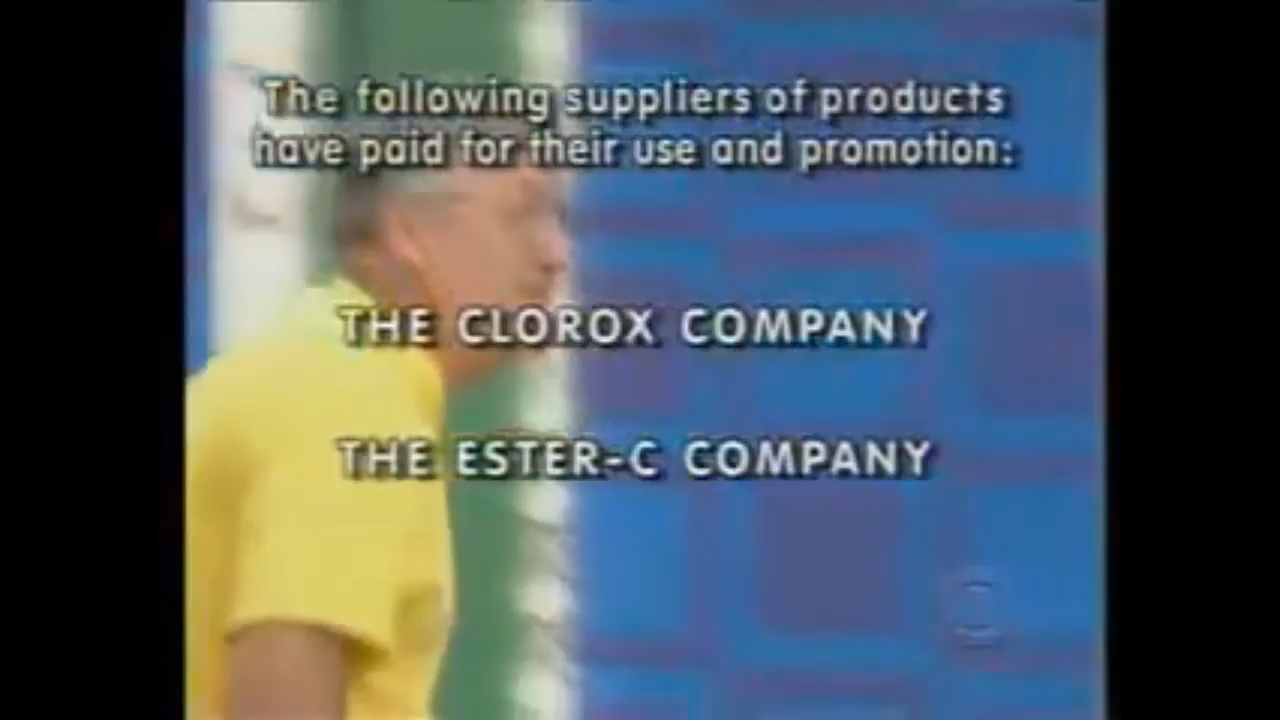 The following suppliers of products
have paid for their use and promotion:
THE CLOROX COMPANY
THE ESTER-C COMPANY